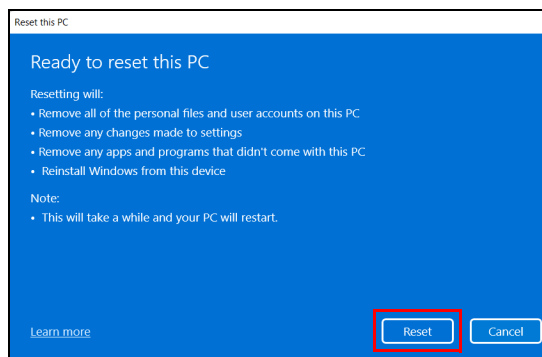 Reset this PC
Ready to reset this PC
Resetting will:
• Remove all of the personal files and user accounts on this PC
• Remove any changes made to settings
• Remove any apps and programs that didn't come with this PC
• Reinstall Windows from this device
Note:
• This will take a while and your PC will restart.
Learn more
Reset
Cancel